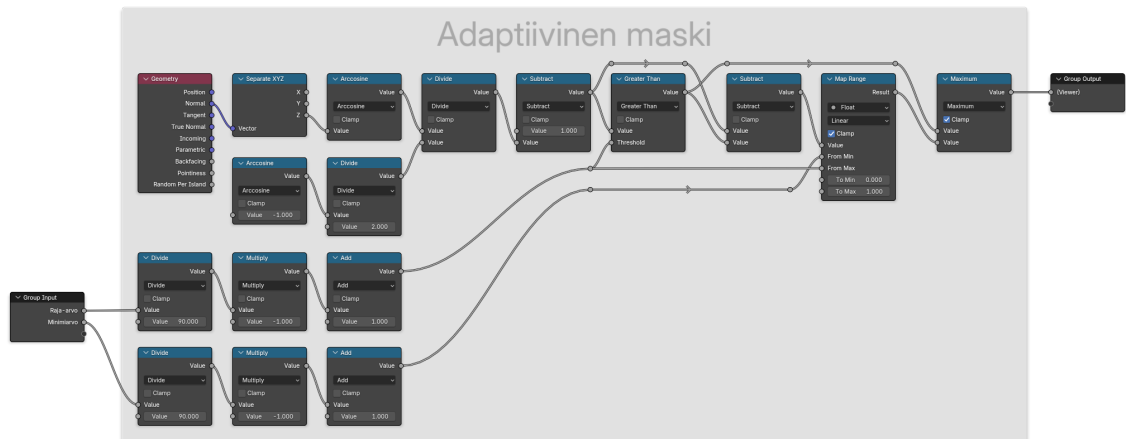 Adaptiivinen maski
Geometry
Position
Normal
Tangent
True Normal
Incoming
Parametric
Backfacing
Pointiness
Random Per Island
Separate XYZ
X
Y
Z
Vector
Arccosine
Value
Arccosine
Clamp
Value
Divide
Value
Divide
Clamp
Value
Value
Subtract
Value
Subtract
Clamp
Value 1.000
Value
Greater Than
Value
Greater Than
Clamp
Value
Threshold
Subtract
Value
Subtract
Clamp
Value
Value
Map Range
Result
Float
Linear
Clamp
Value
From Min
From Max
To Min 0.000
To Max 1.000
Maximum
Value
Maximum
Clamp
Value
Value
Group Output
(Viewer)
Arccosine
Value
Arccosine
Clamp
Value -1.000
Divide
Value
Divide
Clamp
Value
Value 2.000
Divide
Value
Divide
Clamp
Value
Value 90.000
Multiply
Value
Multiply
Clamp
Value
Value -1.000
Add
Value
Add
Clamp
Value
Value 1.000
Group Input
Raja-arvo
Minimiarvo
Divide
Value
Divide
Clamp
Value
Value 90.000
Multiply
Value
Multiply
Clamp
Value
Value -1.000
Add
Value
Add
Clamp
Value
Value 1.000